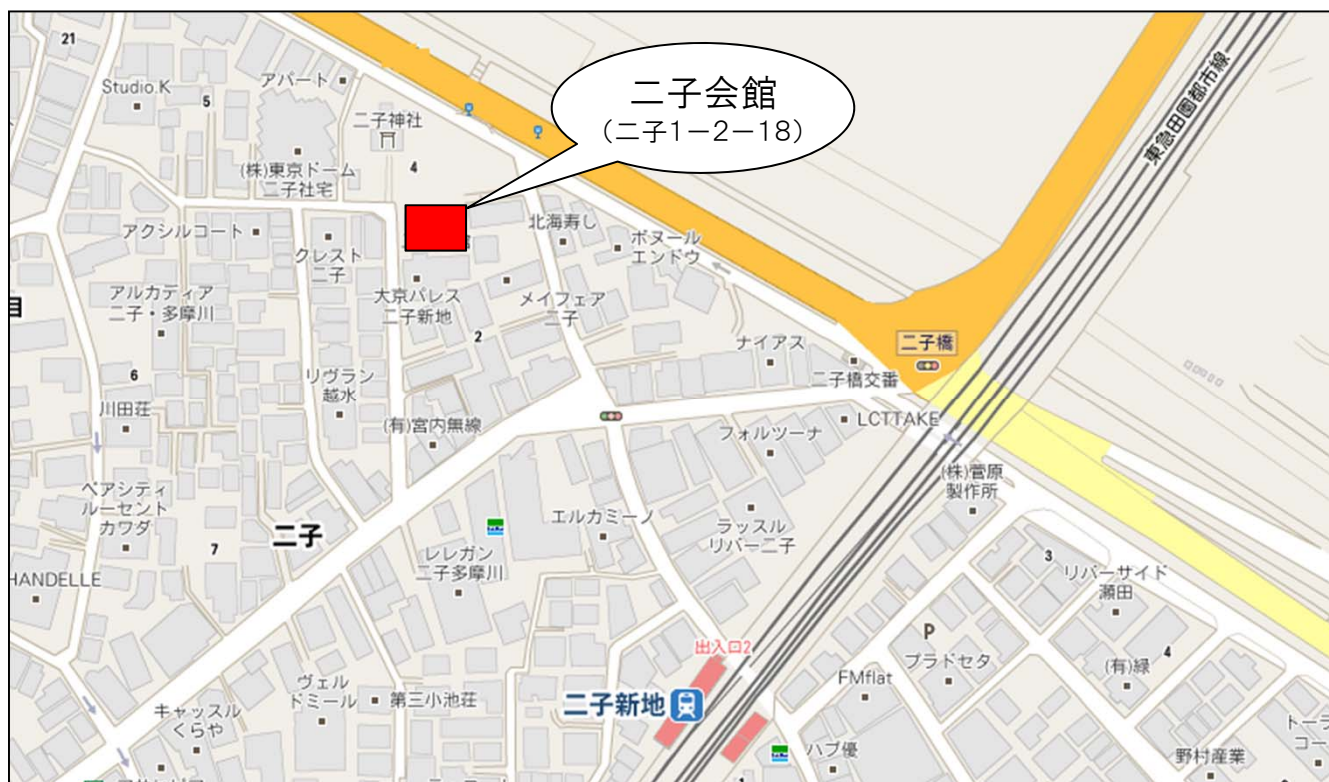 21
Studio.K
5
アパート
二子神社
4
二子会館
(二子1−2−18)
東急田園都市線
(株)東京ドーム
二子社宅
アクシルコート
クレスト
二子
北海寿し
ボヌール
エンドウ
目
アルカディア
二子・多摩川
大京パレス
二子新地
メイフェア
二子
2
ナイアス
二子橋
二子橋交番
6
リヴラン
越水
川田荘
(有)宮内無線
フォルツーナ
LCTTAKE
(株)菅原
製作所
ペアシティ
ルーセント
カワダ
二子
7
エルカミーノ
ラッスル
リバー二子
レレガン
二子多摩川
3
リバーサイド
瀬田
HANDELLE
出入口2
P
プラドセタ
(有)緑
4
FMflat
ヴェル
ドミール
第三小池荘
二子新地
キャッスル
くらや
ハプ優
野村産業
トーラ
コー